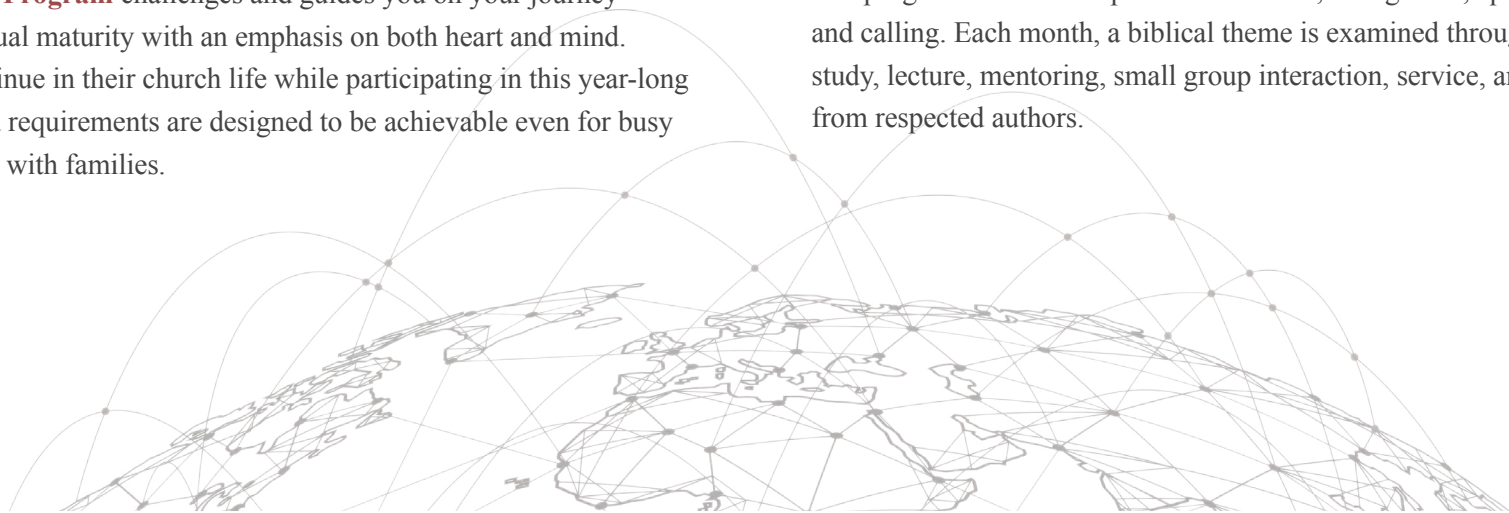 Program challenges and guides you on your journey
ual maturity with an emphasis on both heart and mind.
inue in their church life while participating in this year-long
requirements are designed to be achievable even for busy
with families.
and calling. Each month, a biblical theme is examined throu
study, lecture, mentoring, small group interaction, service, a
from respected authors.